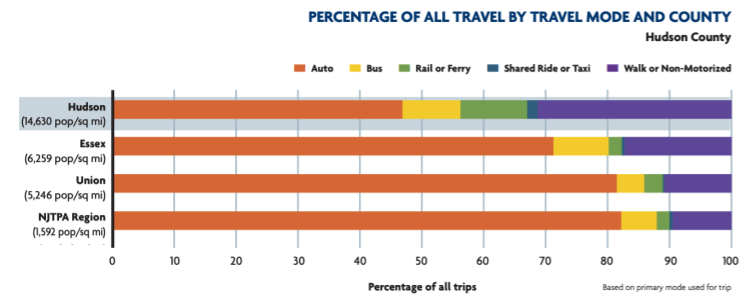 PERCENTAGE OF ALL TRAVEL BY TRAVEL MODE AND COUNTY
Hudson County
Auto Bus Rail or Ferry Shared Ride or Taxi Walk or Non-Motorized
Hudson
(14,630 pop/sq mi)
Essex
(6,259 pop/sq mi)
Union
(5,246 pop/sq mi)
NJTPA Region
(1,592 pop/sq mi)
0 10 20 30 40 50 60 70 80 90 100
Percentage of all trips
Based on primary mode used for trip